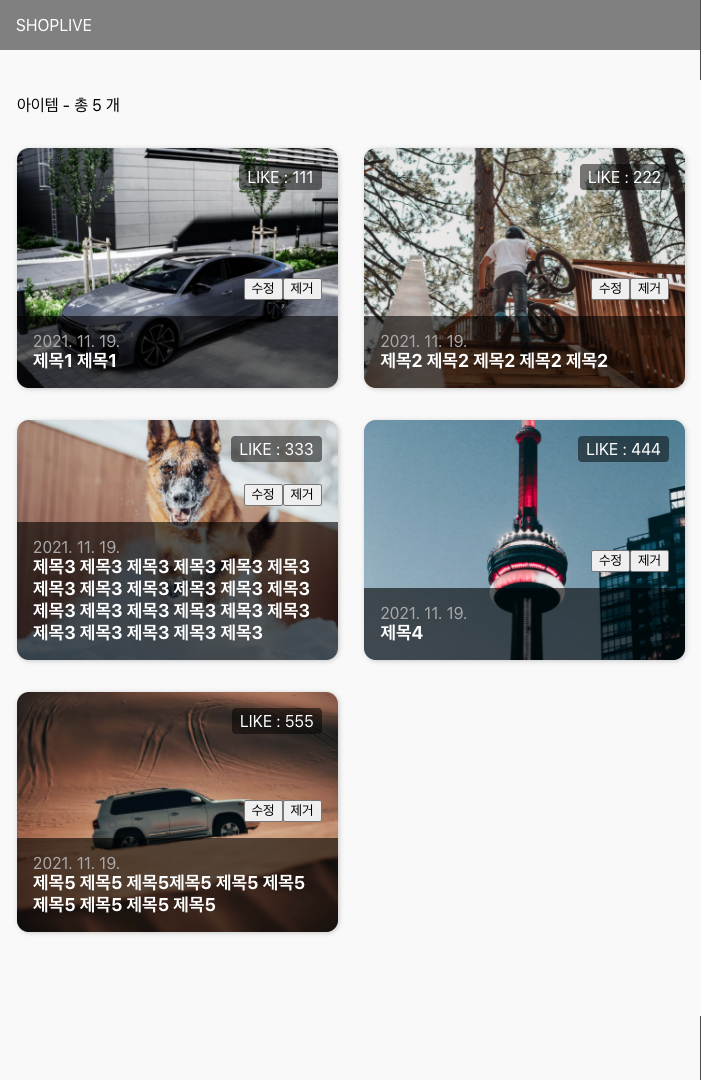 SHOPLIVE
아이템 - 총 5 개
LIKE : 111
수정 제거
2021. 11. 19.
제목1 제목1
LIKE : 222
수정 제거
2021. 11. 19.
제목2 제목2 제목2 제목2 제목2
LIKE : 333
수정 제거
2021. 11. 19.
제목3 제목3 제목3 제목3 제목3 제목3
제목3 제목3 제목3 제목3 제목3 제목3
제목3 제목3 제목3 제목3 제목3 제목3
제목3 제목3 제목3 제목3 제목3
LIKE : 444
수정 제거
2021. 11. 19.
제목4
LIKE : 555
수정 제거
2021. 11. 19.
제목5 제목5 제목5제목5 제목5 제목5
제목5 제목5 제목5 제목5